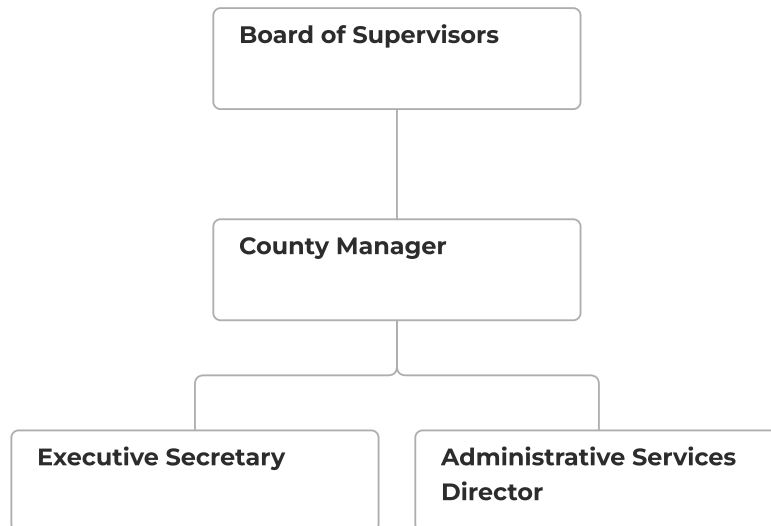 Board of Supervisors
County Manager
Executive Secretary
Administrative Services
Director